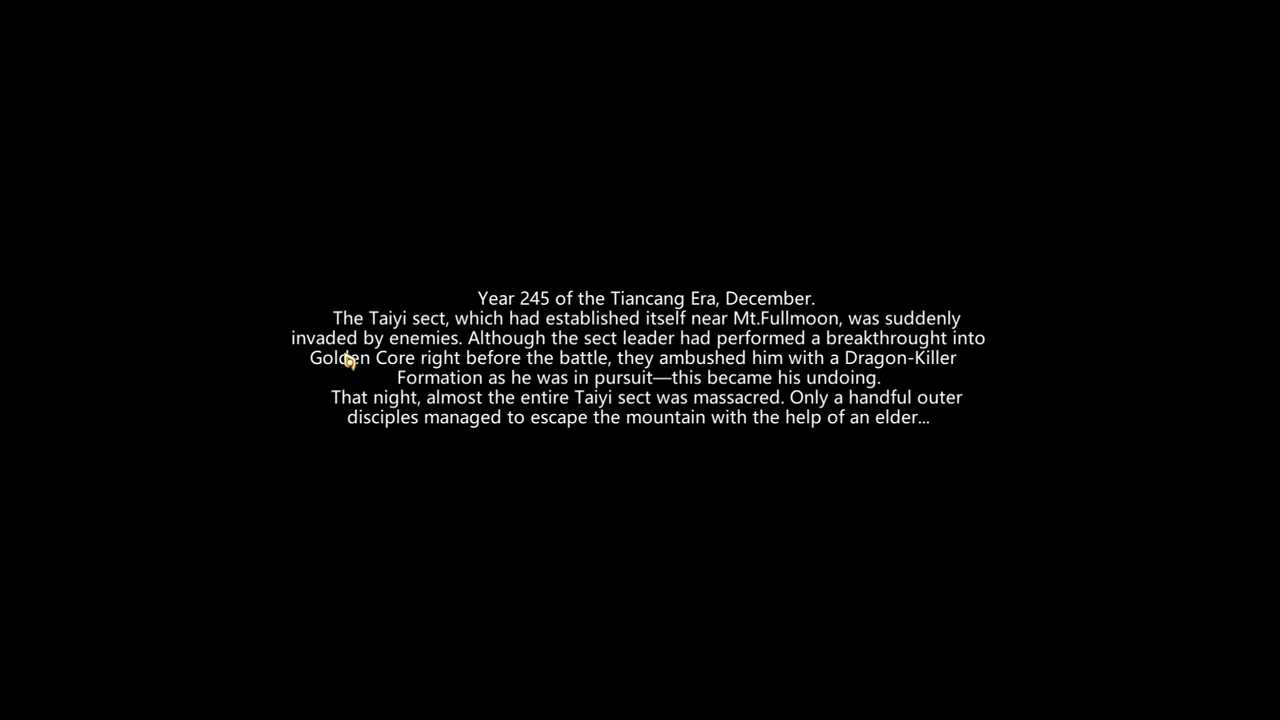 Year 245 of the Tiancang Era, December.
The Taiyi sect, which had established itself near Mt.Fullmoon, was suddenly
invaded by enemies. Although the sect leader had performed a breakthrought into
Golden Core right before the battle, they ambushed him with a Dragon-Killer
Formation as he was in pursuit—this became his undoing.
That night, almost the entire Taiyi sect was massacred. Only a handful outer
disciples managed to escape the mountain with the help of an elder...